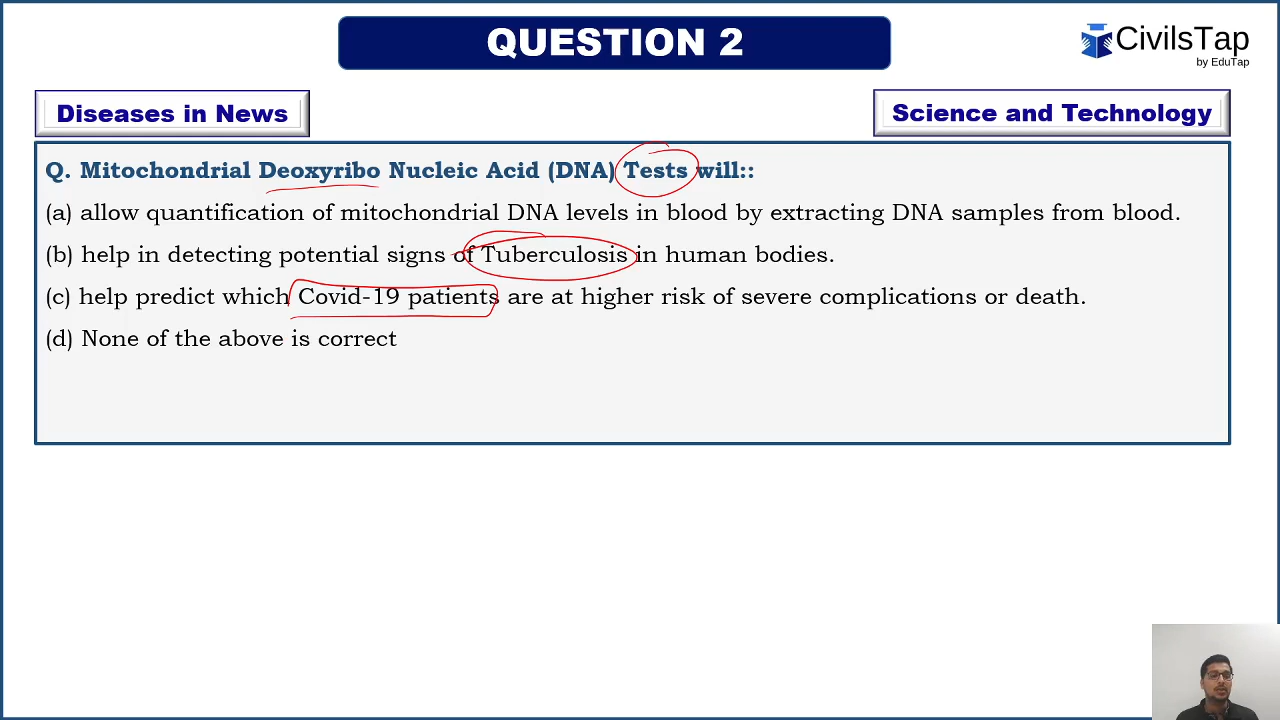 QUESTION 2
CivilsTap
by EduTap
Diseases in News
Science and Technology
Q. Mitochondrial Deoxyribo Nucleic Acid (DNA) Tests will::
(a) allow quantification of mitochondrial DNA levels in blood by extracting DNA samples from blood.
(b) help in detecting potential signs of Tuberculosis in human bodies.
(c) help predict which Covid-19 patients are at higher risk of severe complications or death.
(d) None of the above is correct